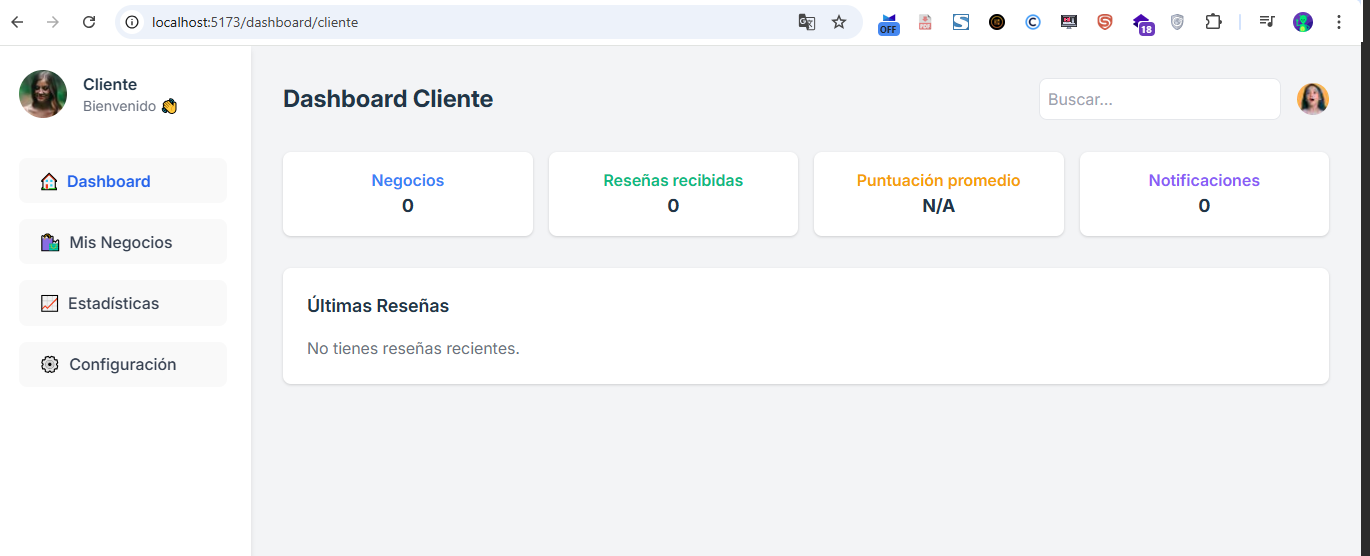 localhost:5173/dashboard/cliente
OFF
PDF
18
Cliente
Bienvenido 👏
Dashboard
Mis Negocios
Estadísticas
Configuración
Dashboard Cliente
Buscar...
Negocios
0
Reseñas recibidas
0
Puntuación promedio
N/A
Notificaciones
0
Últimas Reseñas
No tienes reseñas recientes.